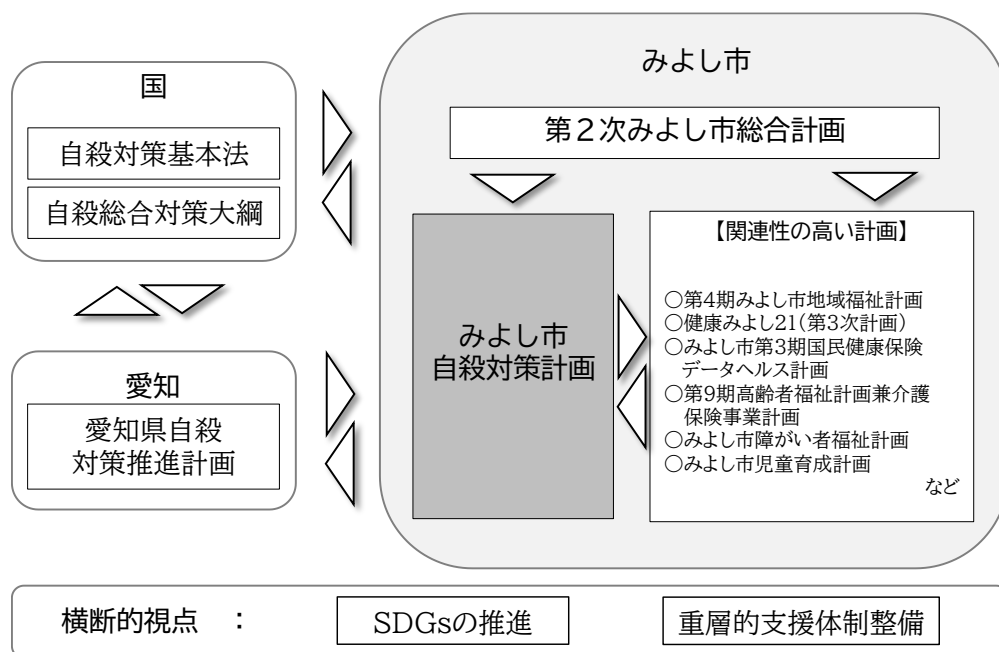 国
自殺対策基本法
自殺総合対策大綱
愛知
愛知県自殺
対策推進計画
みよし市
第2次みよし市総合計画
みよし市
自殺対策計画
【関連性の高い計画】
○第4期みよし市地域福祉計画
○健康みよし21(第3次計画)
○みよし市第3期国民健康保険
データヘルス計画
○第9期高齢者福祉計画兼介護
保険事業計画
○みよし市障がい者福祉計画
○みよし市児童育成計画
など
横断的視点 :
SDGsの推進
重層的支援体制整備